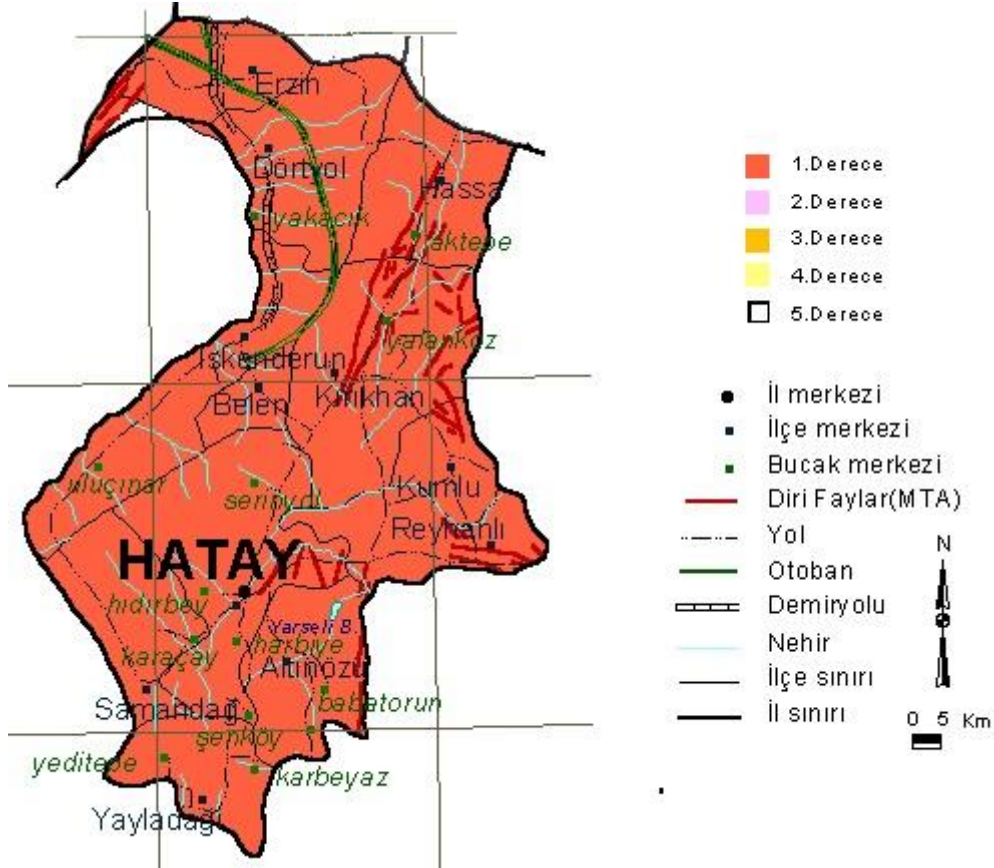 Erzin
Dörtyol
Hassa
yakacık
aktepe
yalankoz
İskenderun
Belen
Kırıkhan
uluçınar
serinyol
Kumlu
Reyhanlı
HATAY
hıdırbey
Yarseli B.
karaçay
harbiye
Altınözü
Samandağ
babatorun
şenköy
yeditepe
karbeyaz
Yayladağı
1.Derece
2.Derece
3.Derece
4.Derece
5.Derece
İl merkezi
İlçe merkezi
Bucak merkezi
Diri Faylar(MTA)
Yol
Otoban
Demiryolu
Nehir
İlçe sınırı
İl sınırı
N
0 5 Km